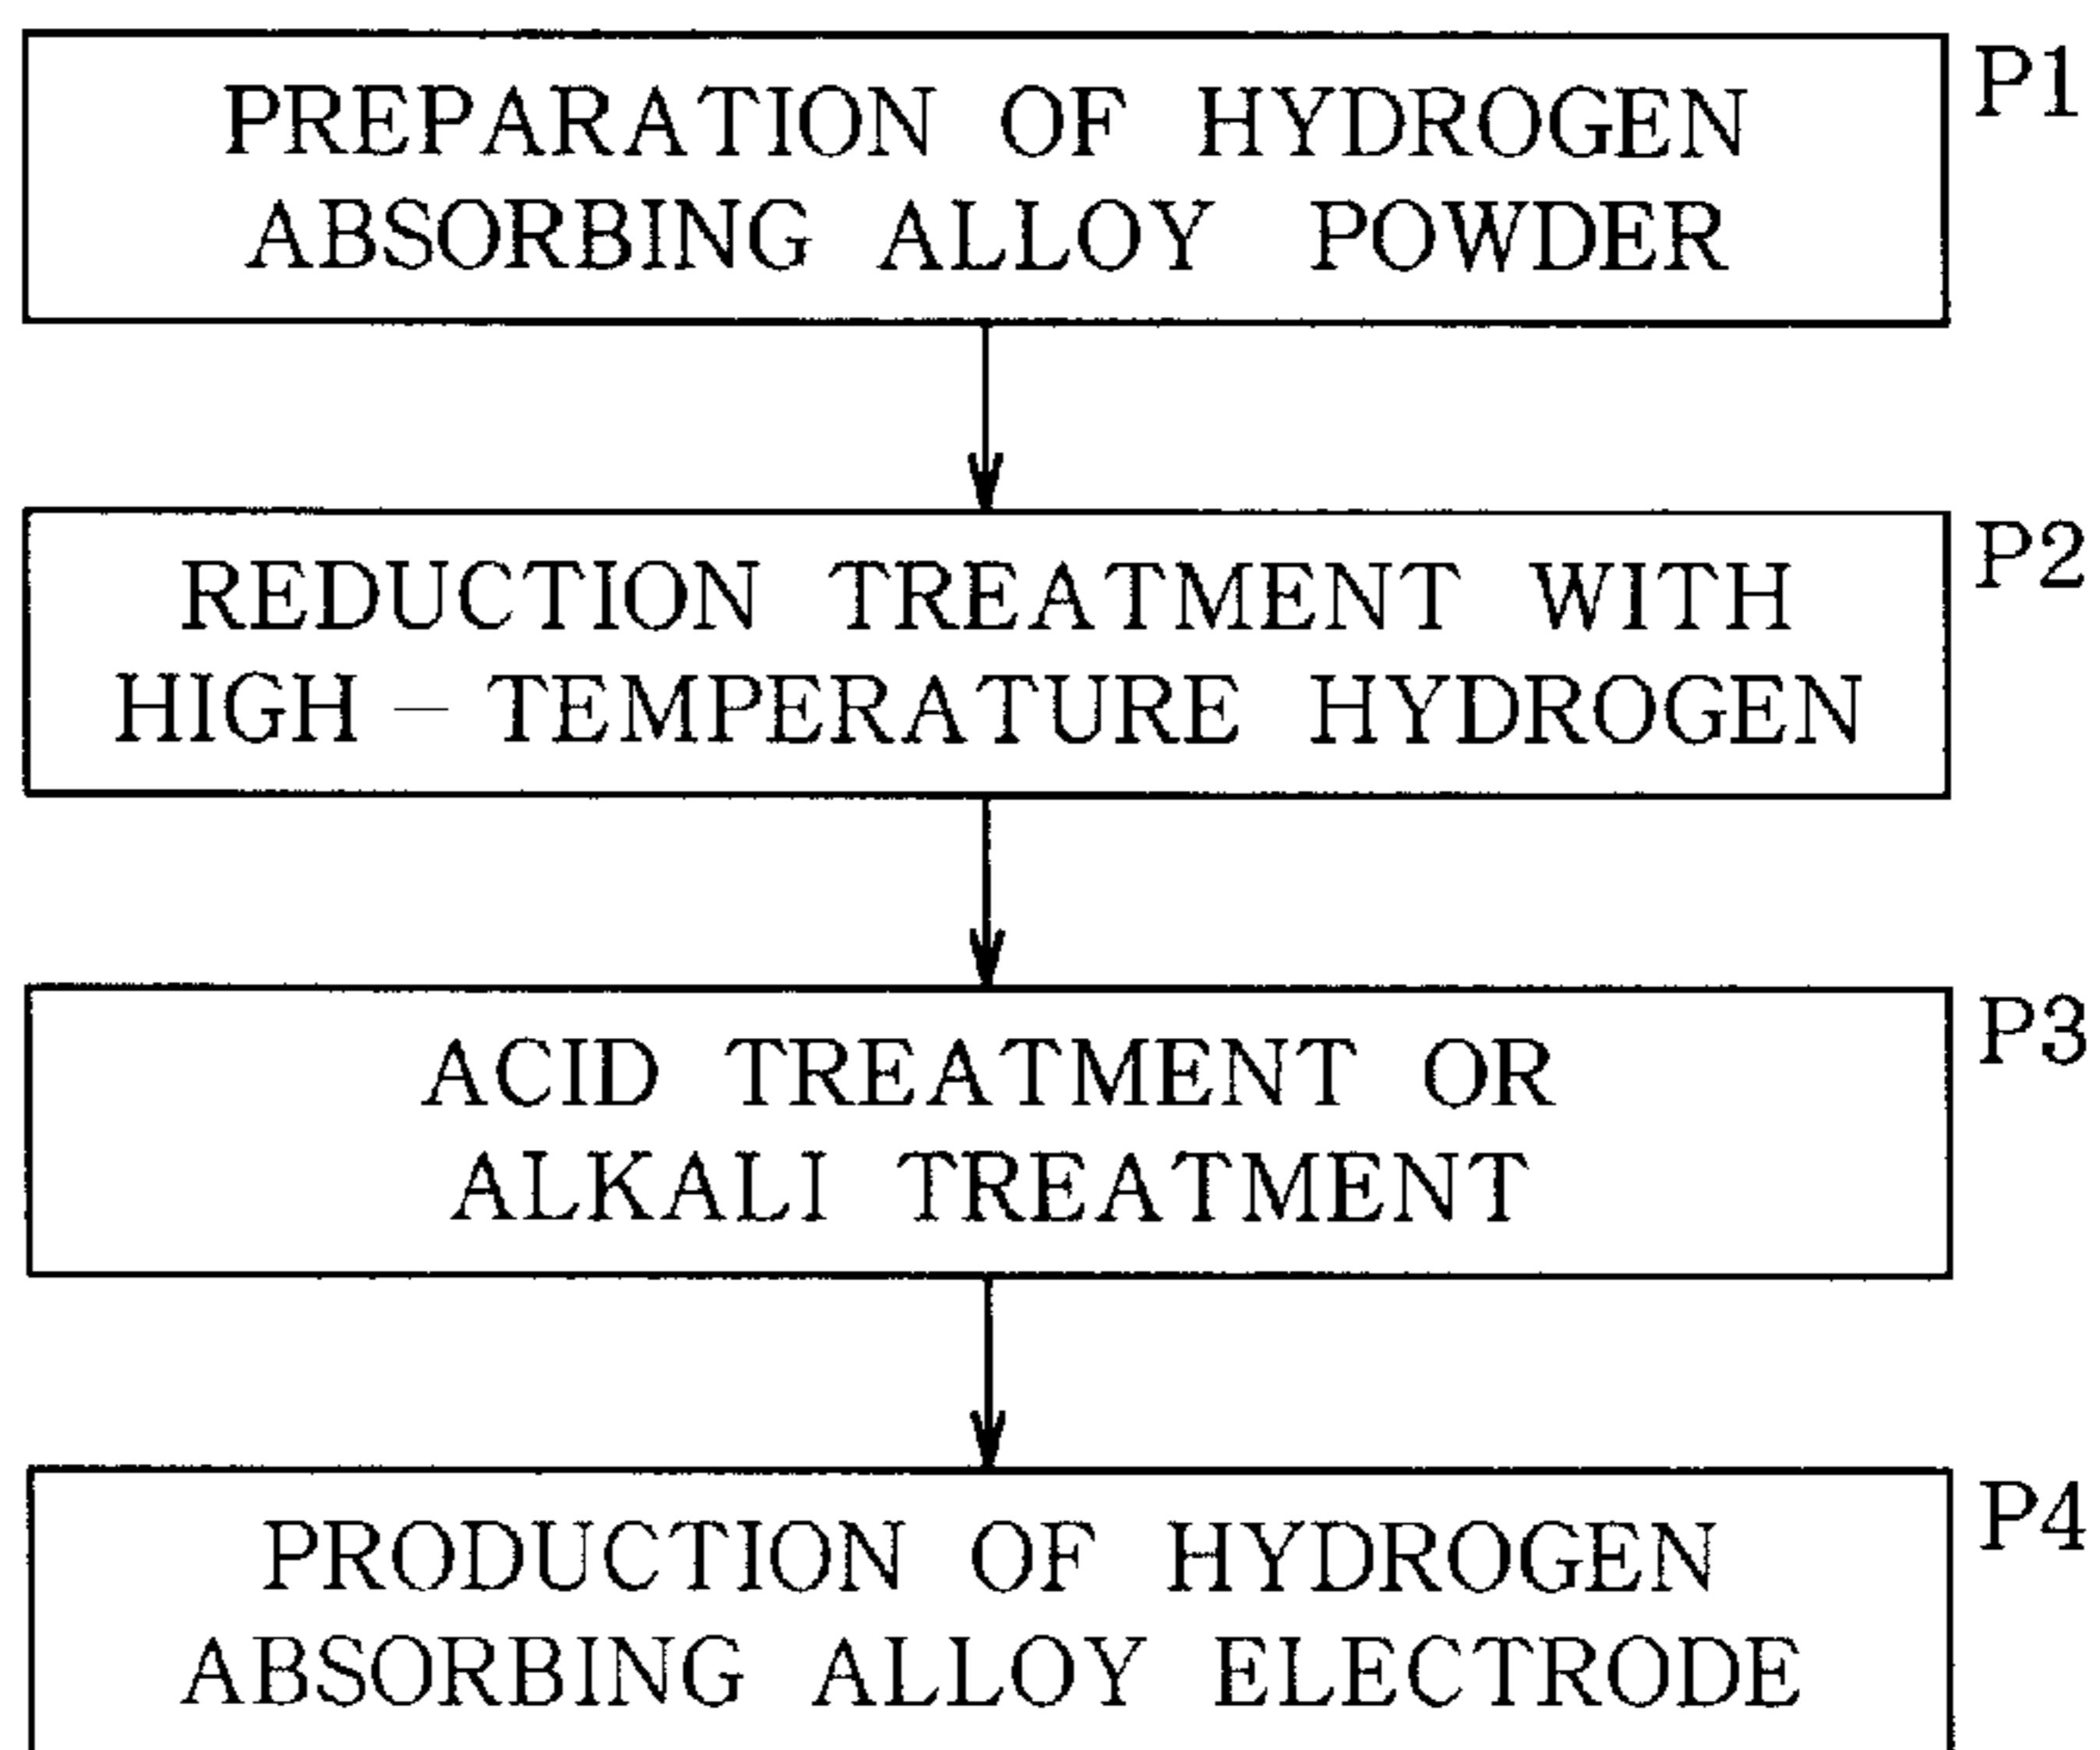 PREPARATION OF HYDROGEN P1
ABSORBING ALLOY POWDER
REDUCTION TREATMENT WITH P2
HIGH - TEMPERATURE HYDROGEN
ACID TREATMENT OR P3
ALKALI TREATMENT
PRODUCTION OF HYDROGEN P4
ABSORBING ALLOY ELECTRODE